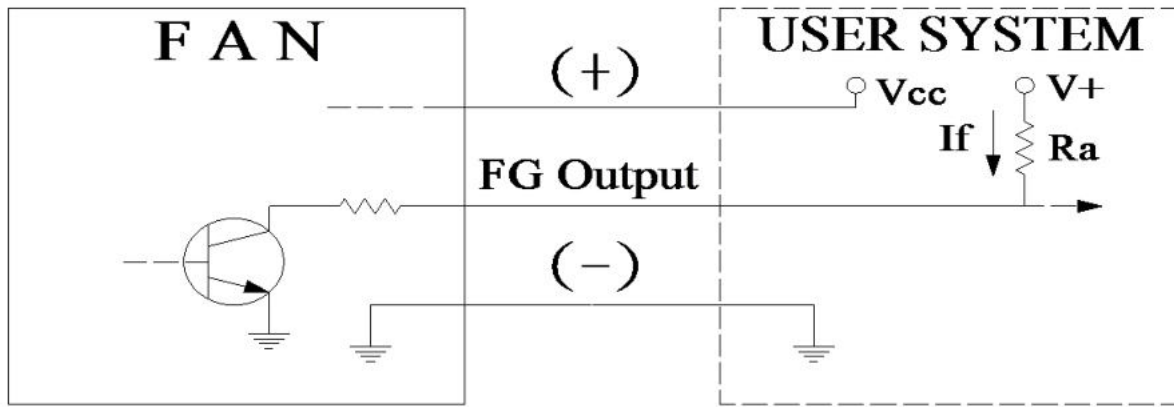 F A N
USER SYSTEM
(+)
Vcc
V+
If
Ra
FG Output
(-)